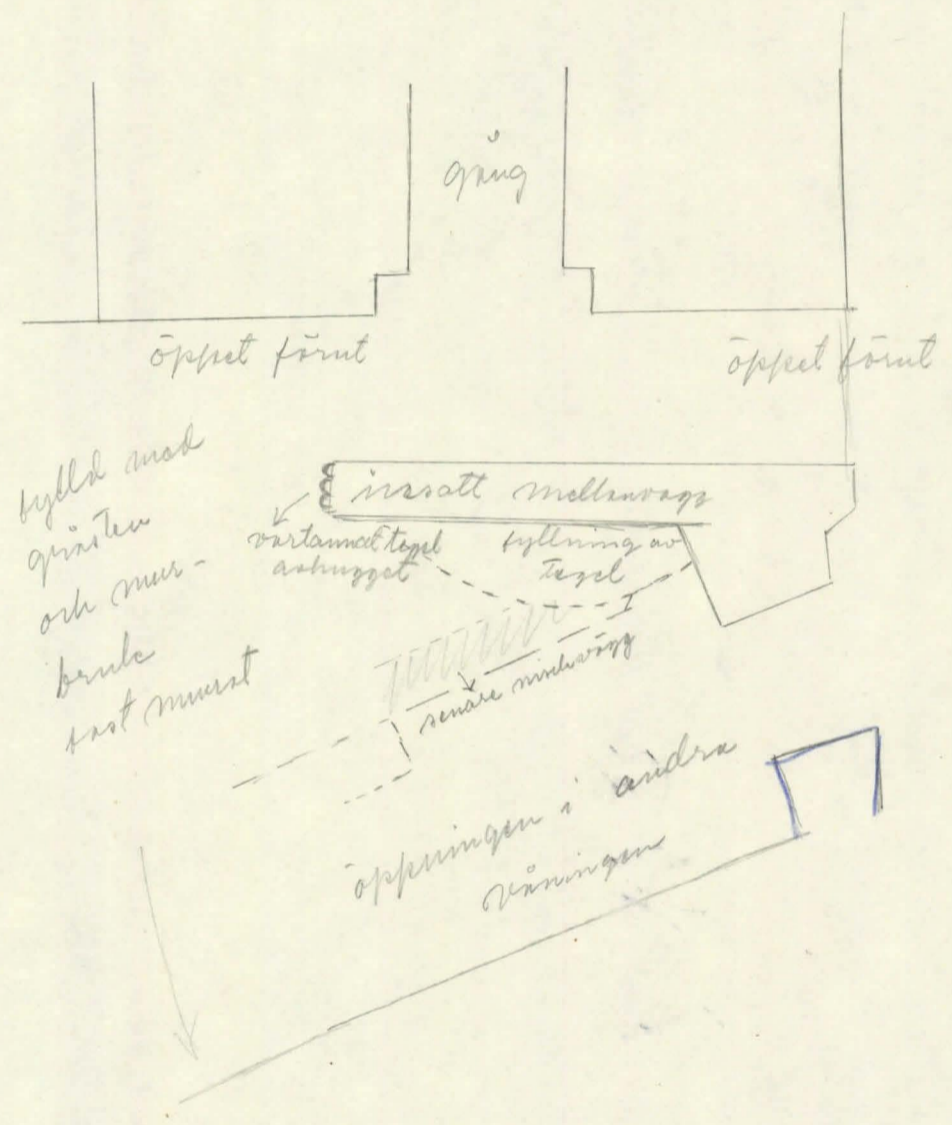 gång
öppet förut
öppet förut
fylld med
gråsten
och mur-
bruk
fast murat
insatt mellanvägg
vartannat tegel
avhugget
fyllning av
tegel
senare nischvägg
öppningen i andra
våningen